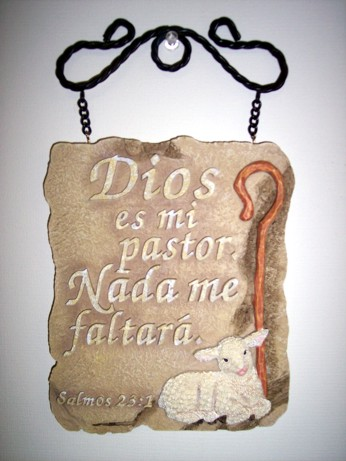 Dios
es mi
pastor.
Nada me
faltará.
Salmos 23:1